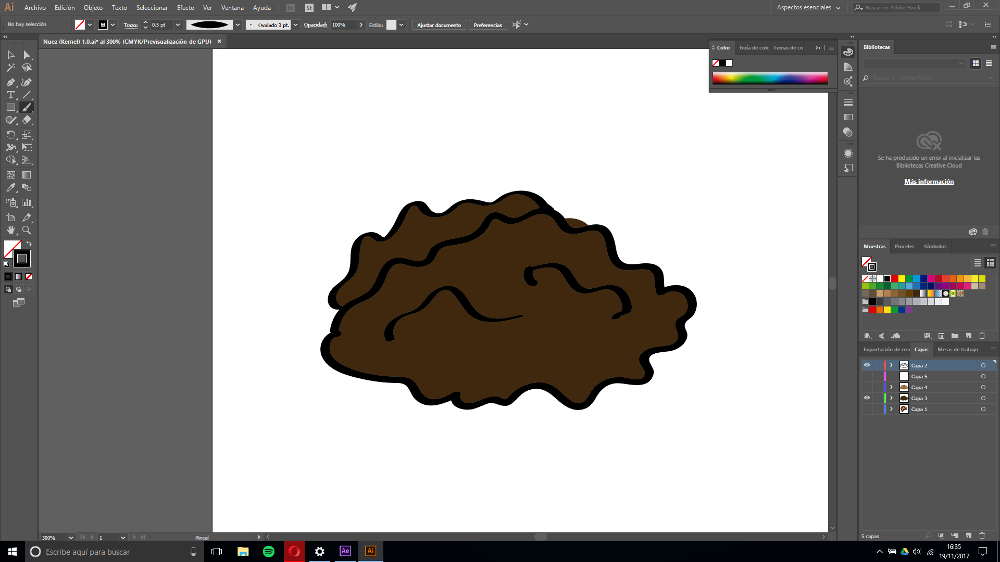 Ai Archivo Edición Objeto Texto Seleccionar Efecto Ver Ventana Ayuda Br St Aspectos esenciales Buscar en Adobe Stock
No hay selección Trazo: 0,5 pt Ovalado 3 pt. Opacidad: 100% Estilo: Ajustar documento Preferencias
Nuez (Kernel) 1.0.ai* al 300% (CMYK/Previsualización de GPU)
Color Guía de colc Temas de co
Bibliotecas
Buscar en Adobe Stock
Se ha producido un error al inicializar las
Bibliotecas Creative Cloud
Más información
Muestras Pinceles Símbolos
Exportación de recu Capas Mesas de trabajo
Capa 2
Capa 5
Capa 4
Capa 3
Capa 1
5 capas
300% 1 Pincel
Escribe aquí para buscar
Ae Ai
16:35
19/11/2017